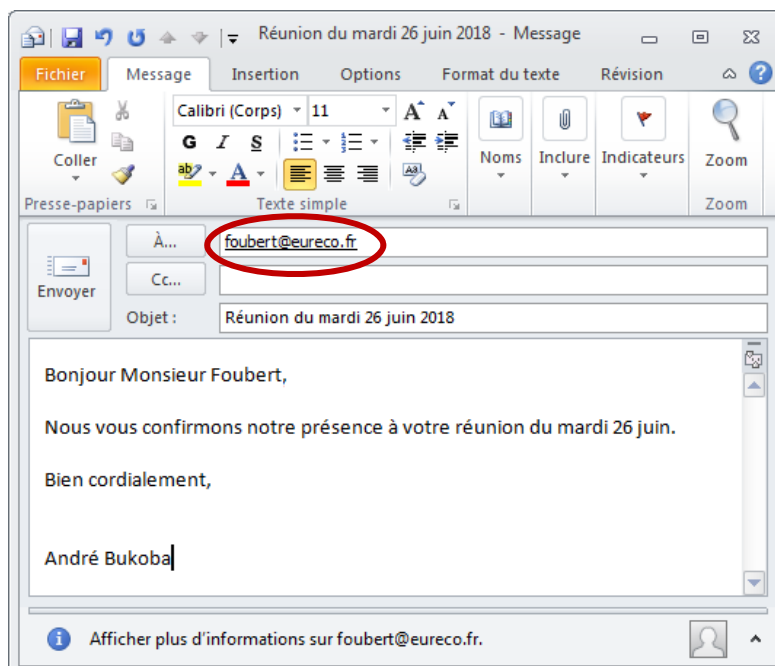 Réunion du mardi 26 juin 2018 - Message
Fichier Message Insertion Options Format du texte Révision
Coller
Calibri (Corps) 11
G I S
Noms Inclure Indicateurs Zoom
Presse-papiers Texte simple Zoom
Envoyer
À... foubert@eureco.fr
Cc...
Objet : Réunion du mardi 26 juin 2018
Bonjour Monsieur Foubert,
Nous vous confirmons notre présence à votre réunion du mardi 26 juin.
Bien cordialement,
André Bukoba
Afficher plus d'informations sur foubert@eureco.fr.